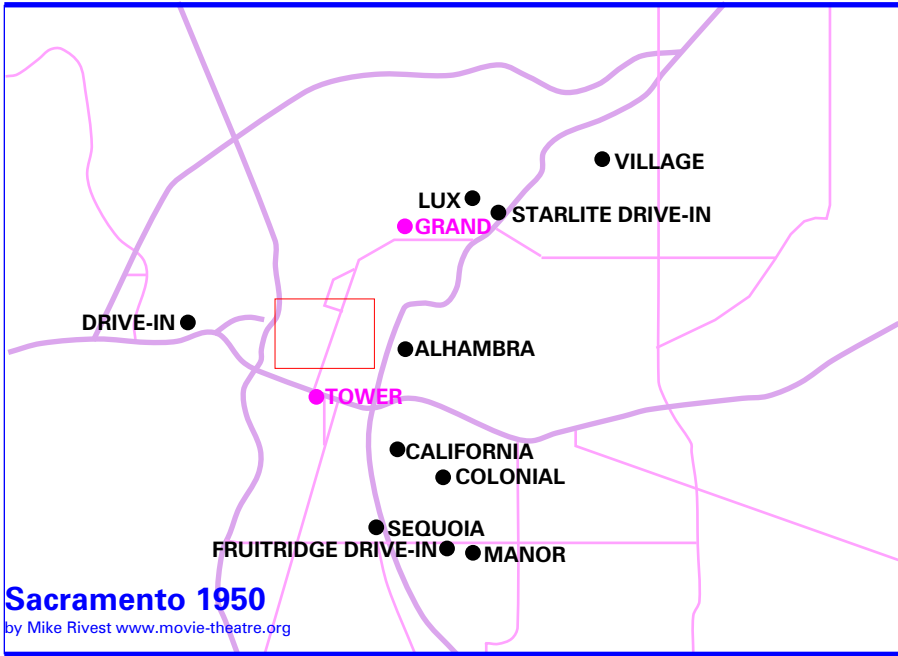 VILLAGE
LUX
STARLITE DRIVE-IN
GRAND
DRIVE-IN
ALHAMBRA
TOWER
CALIFORNIA
COLONIAL
SEQUOIA
FRUITRIDGE DRIVE-IN
MANOR
Sacramento 1950
by Mike Rivest www.movie-theatre.org